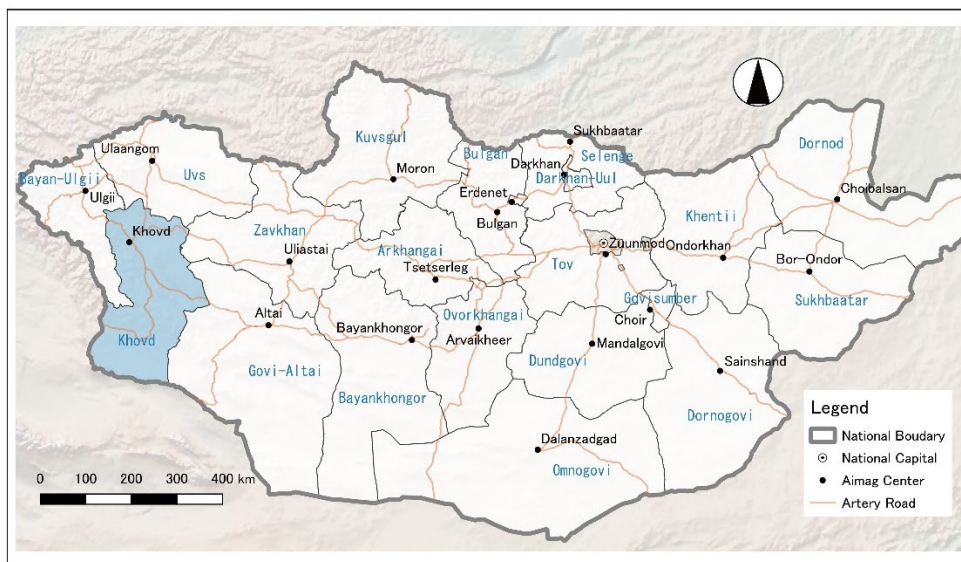 Sukhbaatar
Kuvsgul
Dornod
Ulaangom
Bulgan
Selenge
Darkhan
Moron
Darkhan-Uul
Bayan-Ulgii
Uvs
Ulgii
Erdenet
Choibalsan
Bulgan
Khentii
Khovd
Zavkhan
Uliastai
Arkhangai
Zuunmod
Ondorkhan
Tov
Bor-Ondor
Tsetserleg
Govisumber
Sukhbaatar
Ovorkhangai
Altai
Choir
Khovd
Bayankhongor
Arvaikheer
Mandalgovi
Dundgovi
Govi-Altai
Sainshand
Bayankhongor
Dornogovi
Dalanzadgad
Omnogovi
0 100 200 300 400 km
Legend
National Boudary
National Capital
Aimag Center
Artery Road